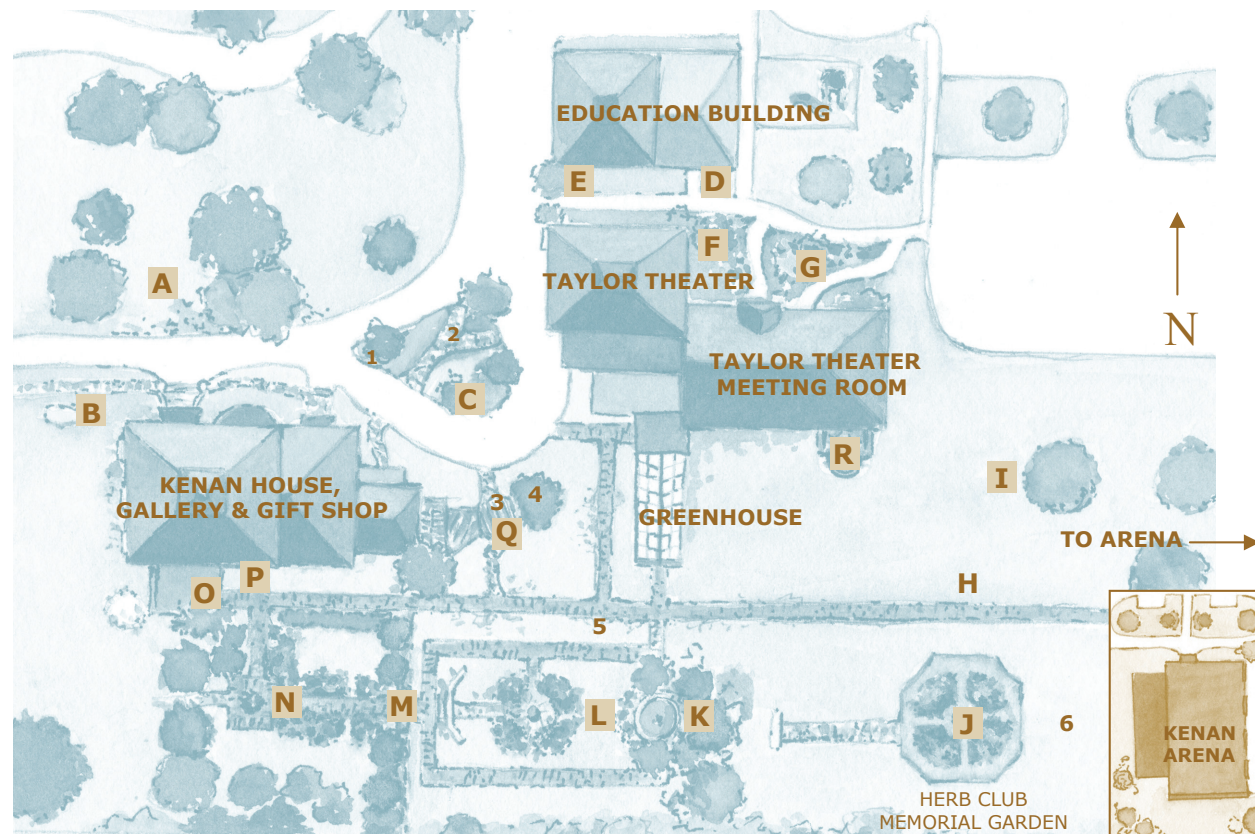 EDUCATION BUILDING
E
D
F
G
TAYLOR THEATER
A
N
1
2
TAYLOR THEATER
MEETING ROOM
C
B
R
I
KENAN HOUSE,
GALLERY & GIFT SHOP
3
4
Q
GREENHOUSE
TO ARENA
O
P
H
5
N
M
L
K
J
6
KENAN
ARENA
HERB CLUB
MEMORIAL GARDEN